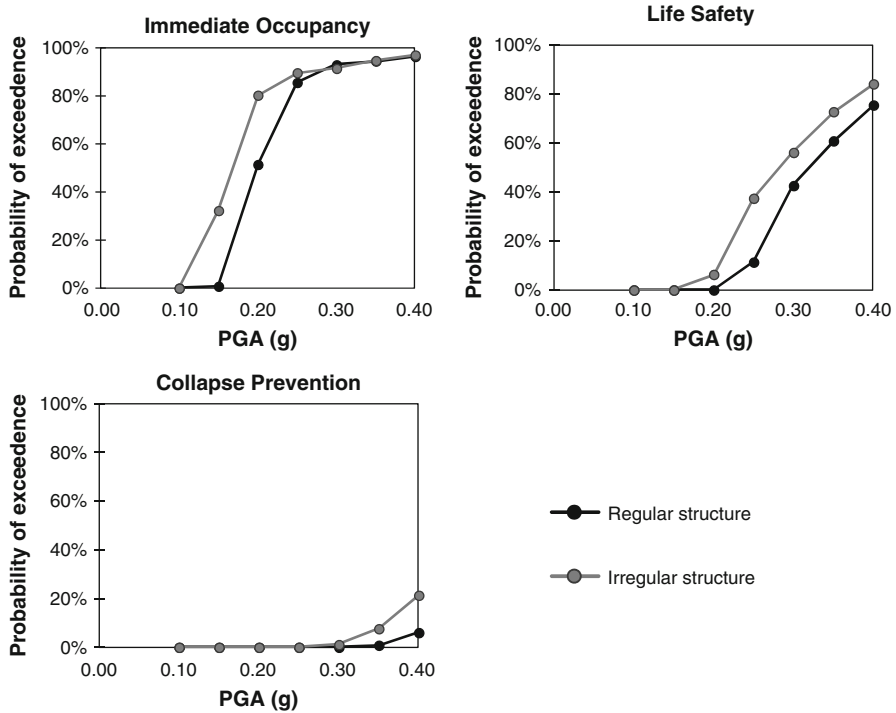 Immediate Occupancy
Probability of exceedence
100%
80%
60%
40%
20%
0%
0.00 0.10 0.20 0.30 0.40
PGA (g)
Life Safety
Probability of exceedence
100%
80%
60%
40%
20%
0%
0.00 0.10 0.20 0.30 0.40
PGA (g)
Collapse Prevention
Probability of exceedence
100%
80%
60%
40%
20%
0%
0.00 0.10 0.20 0.30 0.40
PGA (g)
Regular structure
Irregular structure